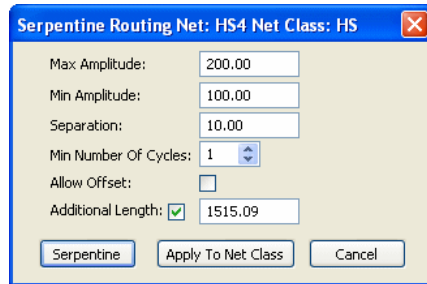 Serpentine Routing Net: HS4 Net Class: HS
Max Amplitude: 200.00
Min Amplitude: 100.00
Separation: 10.00
Min Number Of Cycles: 1
Allow Offset:
Additional Length: 1515.09
Serpentine Apply To Net Class Cancel